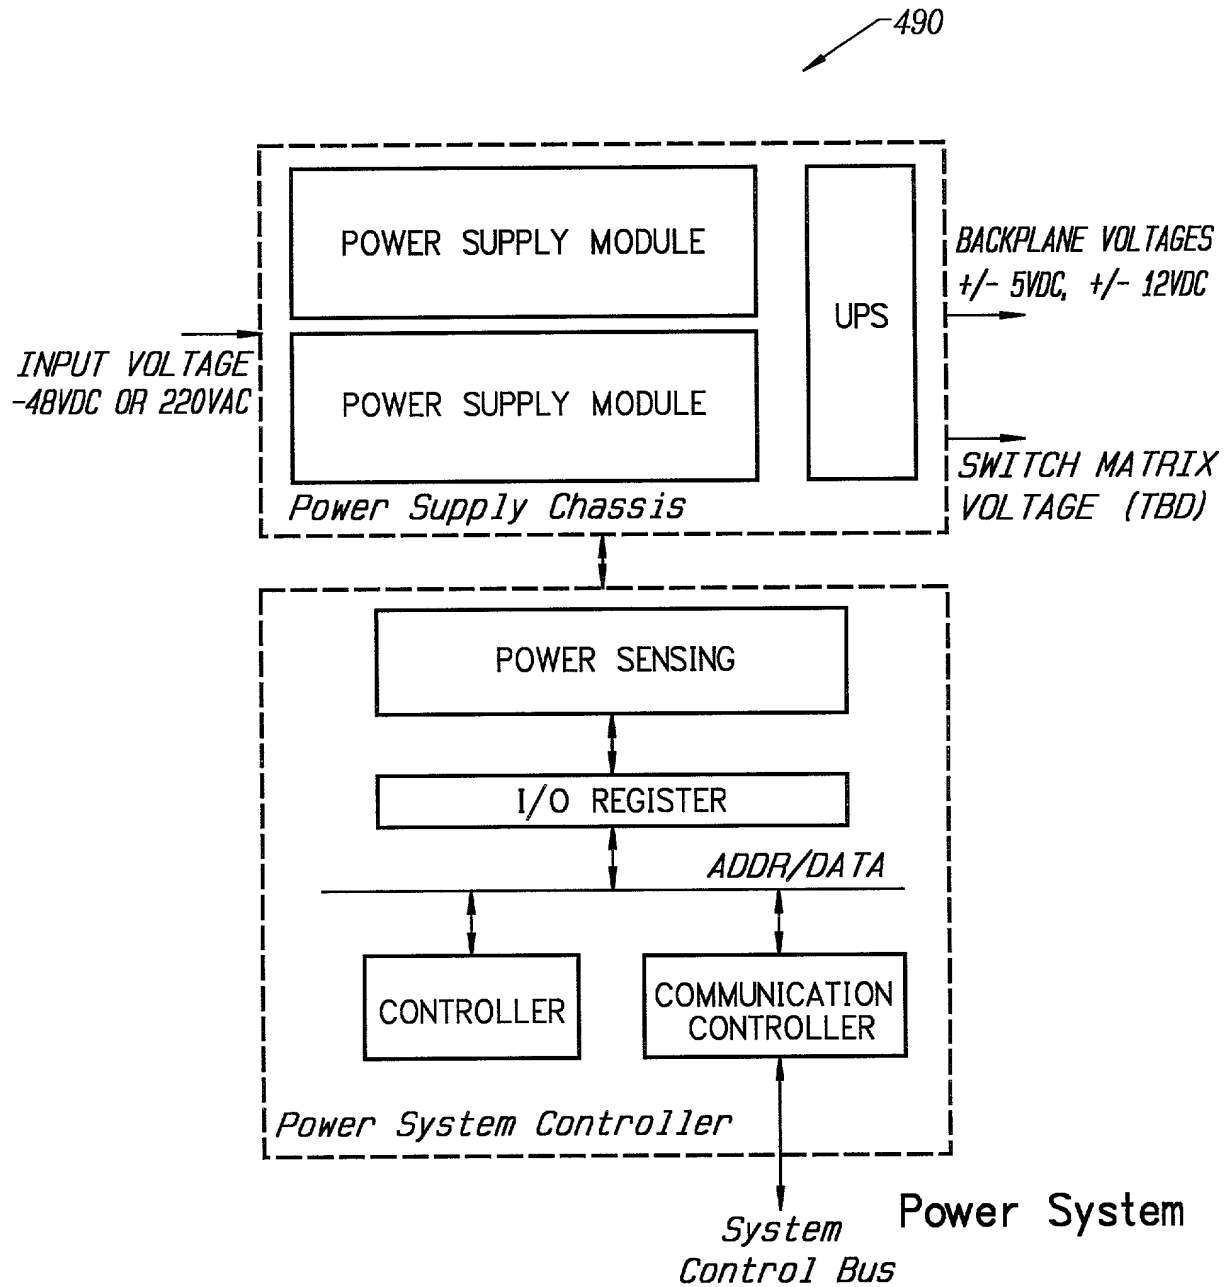 490
POWER SUPPLY MODULE
BACKPLANE VOLTAGES
+/- 5VDC, +/- 12VDC
UPS
INPUT VOLTAGE
-48VDC OR 220VAC
POWER SUPPLY MODULE
SWITCH MATRIX
VOLTAGE (TBD)
Power Supply Chassis
POWER SENSING
I/O REGISTER
ADDR/DATA
CONTROLLER
COMMUNICATION
CONTROLLER
Power System Controller
Power System
System
Control Bus